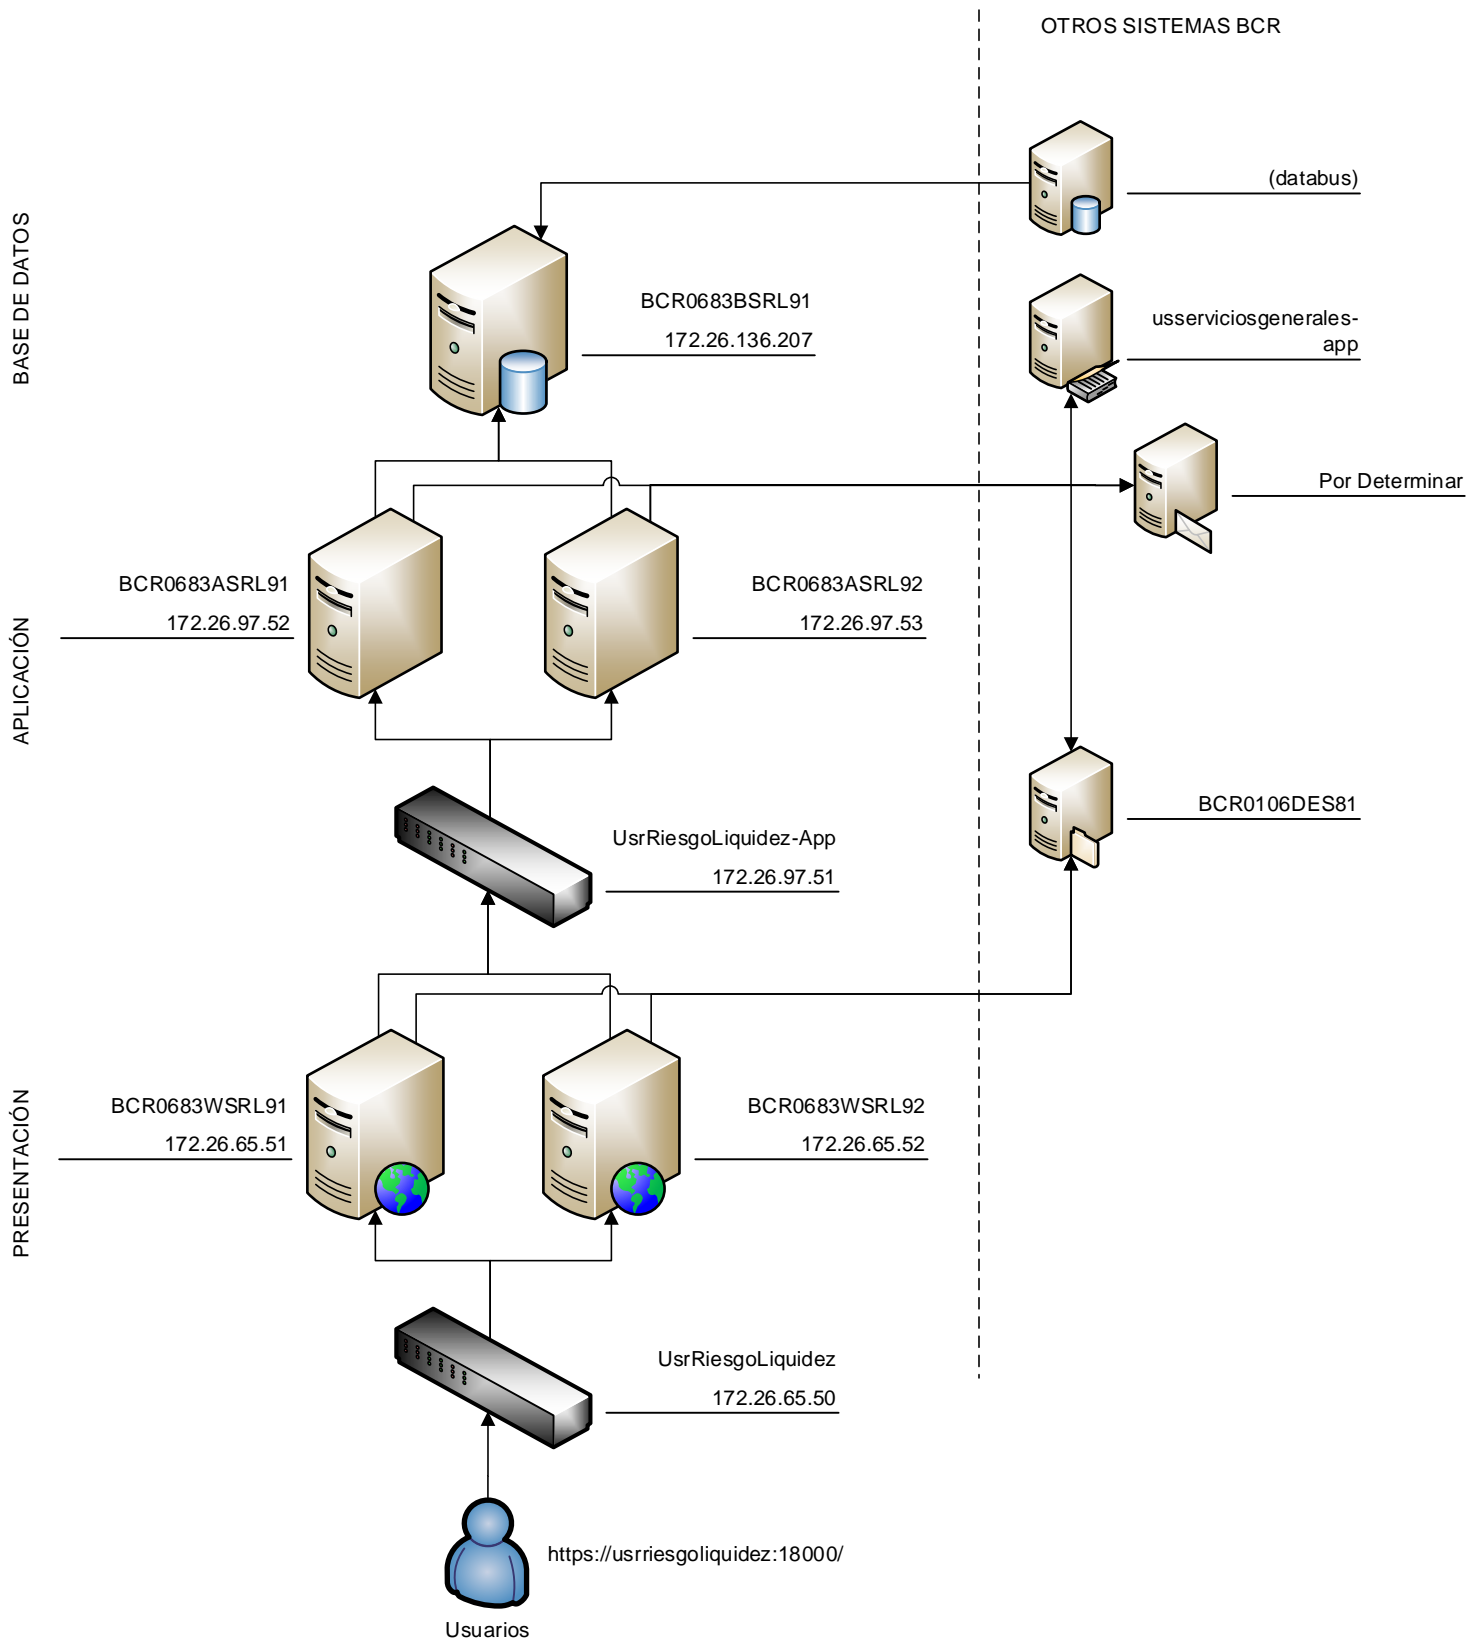 OTROS SISTEMAS BCR
(databus)
BASE DE DATOS
BCR0683BSRL91
172.26.136.207
usserviciosgenerales-
app
Por Determinar
APLICACIÓN
BCR0683ASRL91
172.26.97.52
BCR0683ASRL92
172.26.97.53
BCR0106DES81
UsrRiesgoLiquidez-App
172.26.97.51
PRESENTACIÓN
BCR0683WSRL91
172.26.65.51
BCR0683WSRL92
172.26.65.52
UsrRiesgoLiquidez
172.26.65.50
https://usrriesgoliquidez:18000/
Usuarios